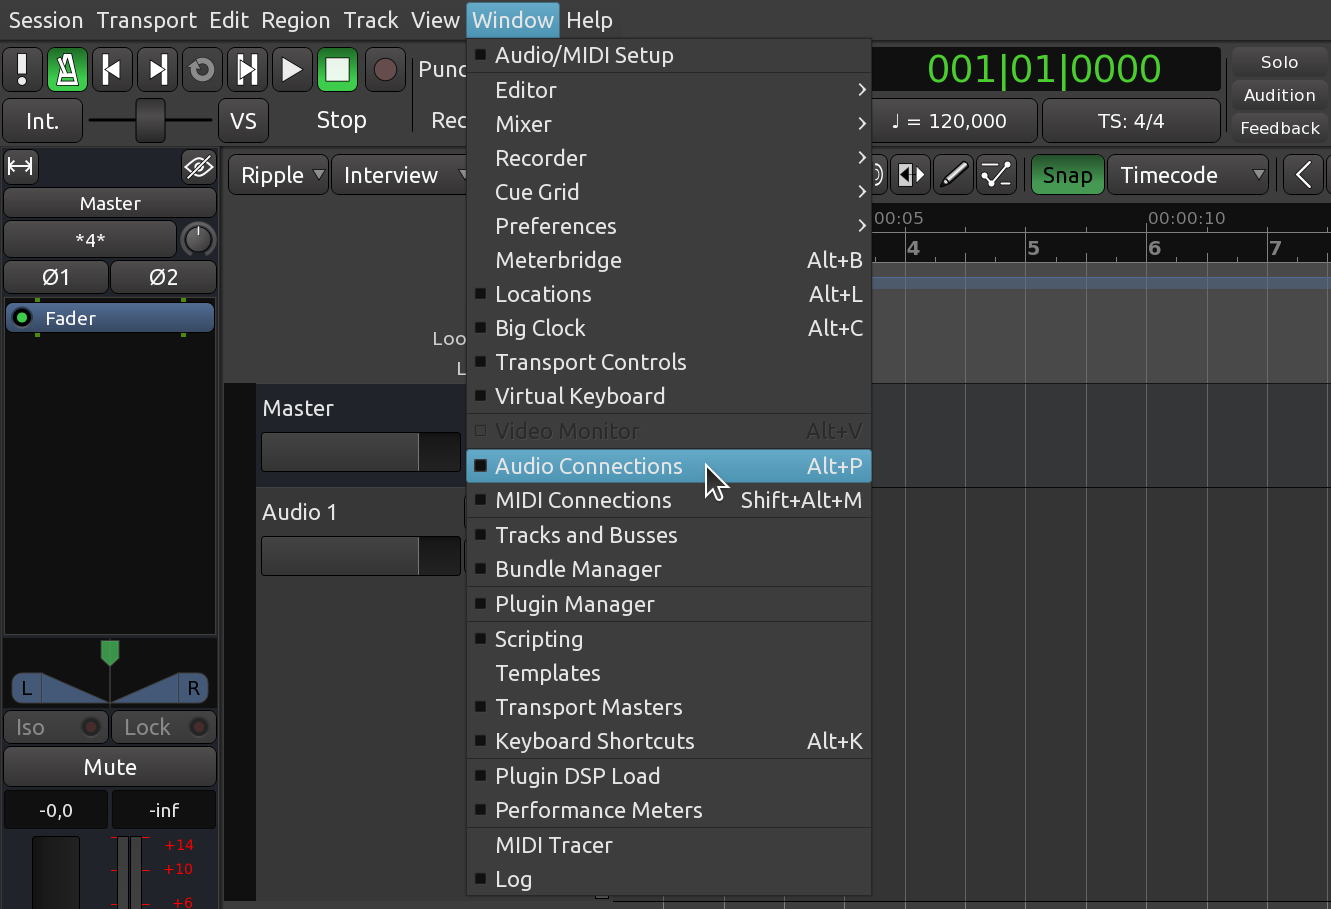 Session Transport Edit Region Track View Window Help
Audio/MIDI Setup
Editor
Mixer
Recorder
Cue Grid
Preferences
Meterbridge Alt+B
Locations Alt+L
Big Clock Alt+C
Transport Controls
Virtual Keyboard
Video Monitor Alt+V
Audio Connections Alt+P
MIDI Connections Shift+Alt+M
Tracks and Busses
Bundle Manager
Plugin Manager
Scripting
Templates
Transport Masters
Keyboard Shortcuts Alt+K
Plugin DSP Load
Performance Meters
MIDI Tracer
Log
001|01|0000
Solo
Audition
Feedback
Int. VS Stop
♩ = 120,000 TS: 4/4
Ripple Interview
Snap Timecode
00:00:10
4 5 6 7
Master
*4*
Ø1 Ø2
Fader
Master
Audio 1
L R
Iso Lock
Mute
-0,0 -inf
+14
+10
+6